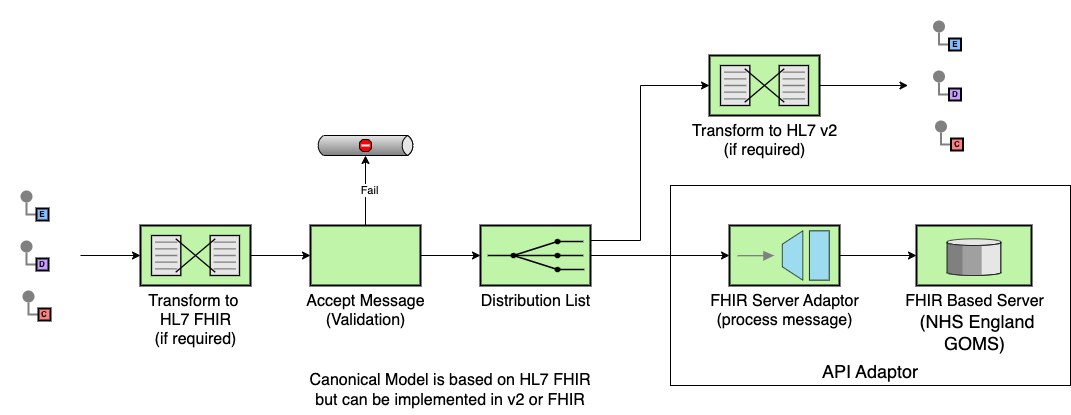 E
D
C
Transform to
HL7 FHIR
(if required)
Fail
Accept Message
(Validation)
Distribution List
Transform to HL7 v2
(if required)
E
D
C
FHIR Server Adaptor
(process message)
FHIR Based Server
(NHS England
GOMS)
API Adaptor
Canonical Model is based on HL7 FHIR
but can be implemented in v2 or FHIR